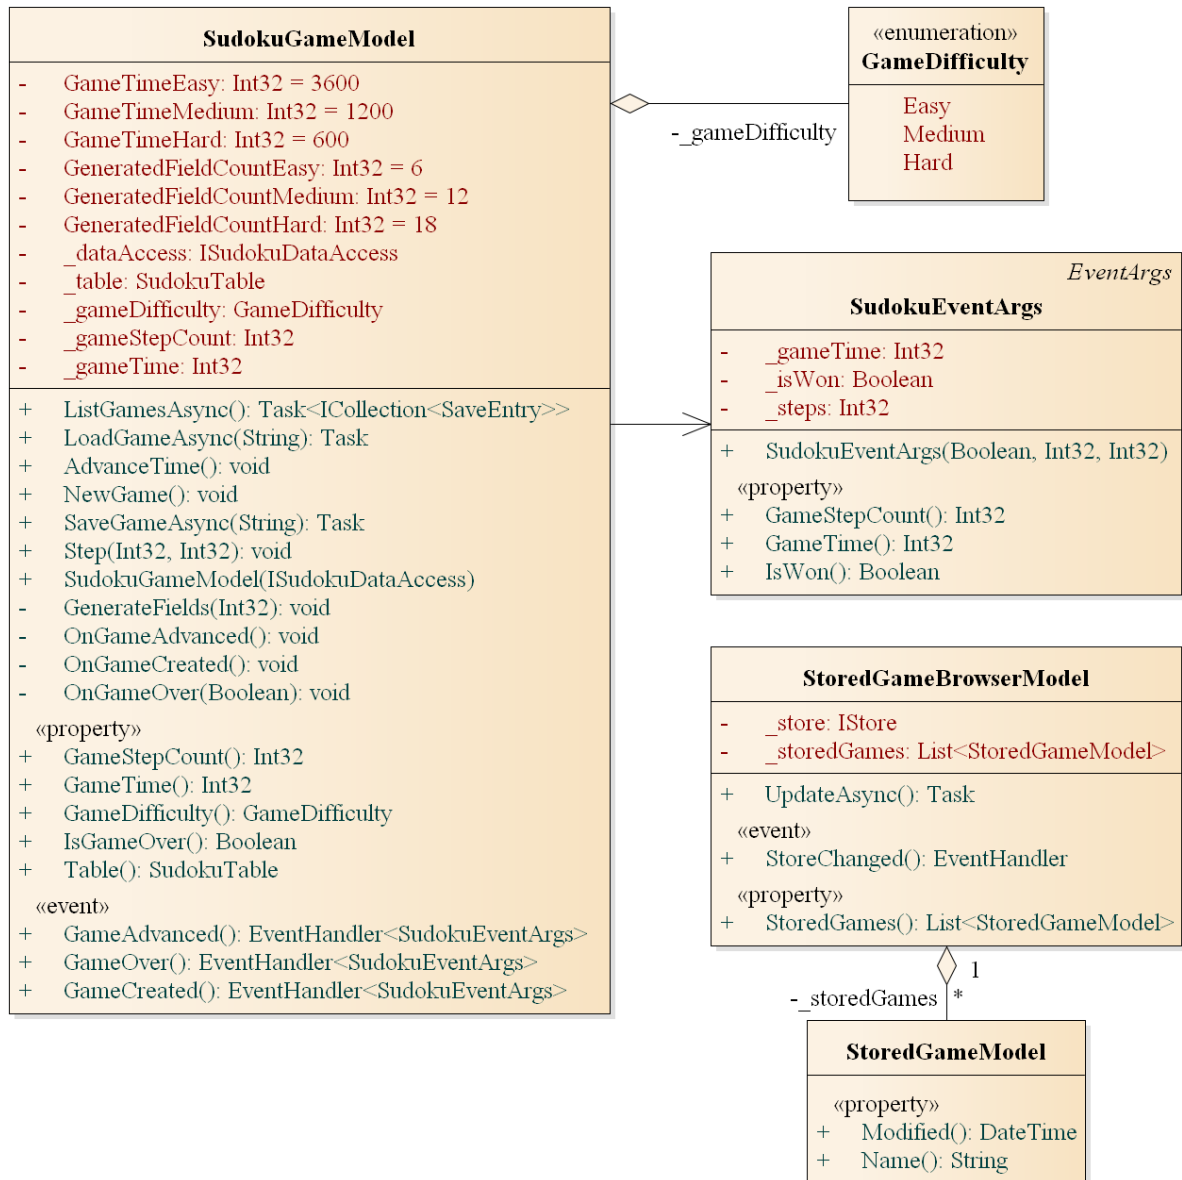 SudokuGameModel
- GameTimeEasy: Int32 = 3600
- GameTimeMedium: Int32 = 1200
- GameTimeHard: Int32 = 600
- GeneratedFieldCountEasy: Int32 = 6
- GeneratedFieldCountMedium: Int32 = 12
- GeneratedFieldCountHard: Int32 = 18
- _dataAccess: ISudokuDataAccess
- _table: SudokuTable
- _gameDifficulty: GameDifficulty
- _gameStepCount: Int32
- _gameTime: Int32
+ ListGamesAsync(): Task<ICollection<SaveEntry>>
+ LoadGameAsync(String): Task
+ AdvanceTime(): void
+ NewGame(): void
+ SaveGameAsync(String): Task
+ Step(Int32, Int32): void
+ SudokuGameModel(ISudokuDataAccess)
- GenerateFields(Int32): void
- OnGameAdvanced(): void
- OnGameCreated(): void
- OnGameOver(Boolean): void
«property»
+ GameStepCount(): Int32
+ GameTime(): Int32
+ GameDifficulty(): GameDifficulty
+ IsGameOver(): Boolean
+ Table(): SudokuTable
«event»
+ GameAdvanced(): EventHandler<SudokuEventArgs>
+ GameOver(): EventHandler<SudokuEventArgs>
+ GameCreated(): EventHandler<SudokuEventArgs>
-_gameDifficulty
«enumeration»
GameDifficulty
Easy
Medium
Hard
EventArgs
SudokuEventArgs
- _gameTime: Int32
- _isWon: Boolean
- _steps: Int32
+ SudokuEventArgs(Boolean, Int32, Int32)
«property»
+ GameStepCount(): Int32
+ GameTime(): Int32
+ IsWon(): Boolean
StoredGameBrowserModel
- _store: IStore
- _storedGames: List<StoredGameModel>
+ UpdateAsync(): Task
«event»
+ StoreChanged(): EventHandler
«property»
+ StoredGames(): List<StoredGameModel>
1
-_storedGames *
StoredGameModel
«property»
+ Modified(): DateTime
+ Name(): String